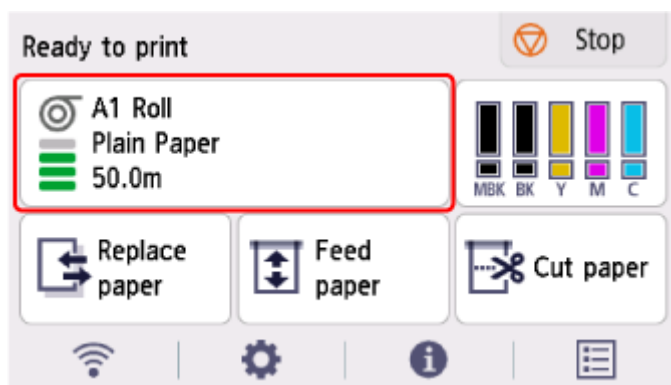 Ready to print
Stop
A1 Roll
Plain Paper
50.0m
MBK BK Y M C
Replace
paper
Feed
paper
Cut paper